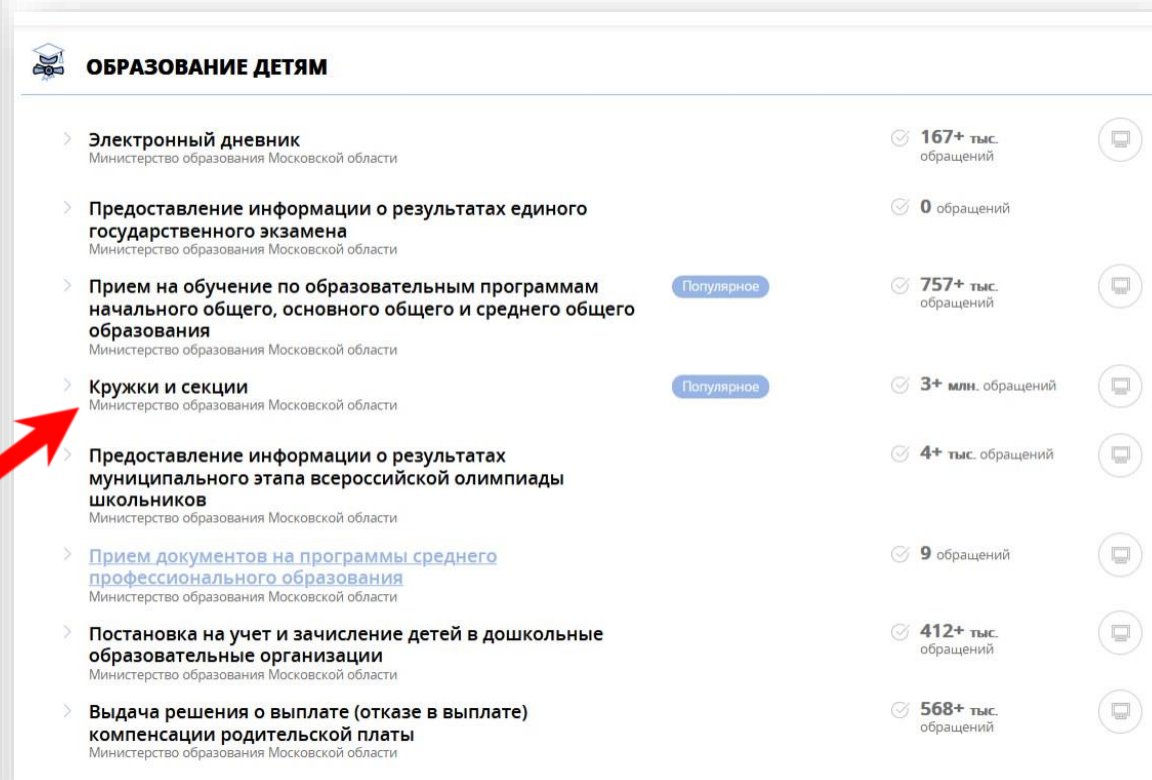 ОБРАЗОВАНИЕ ДЕТЯМ
Электронный дневник
Министерство образования Московской области
167+ тыс.
обращений
Предоставление информации о результатах единого
государственного экзамена
Министерство образования Московской области
0 обращений
Прием на обучение по образовательным программам
начального общего, основного общего и среднего общего
образования
Министерство образования Московской области
Популярное
757+ тыс.
обращений
Кружки и секции
Министерство образования Московской области
Популярное
3+ млн. обращений
Предоставление информации о результатах
муниципального этапа всероссийской олимпиады
школьников
Министерство образования Московской области
4+ тыс. обращений
Прием документов на программы среднего
профессионального образования
Министерство образования Московской области
9 обращений
Постановка на учет и зачисление детей в дошкольные
образовательные организации
Министерство образования Московской области
412+ тыс.
обращений
Выдача решения о выплате (отказе в выплате)
компенсации родительской платы
Министерство образования Московской области
568+ тыс.
обращений